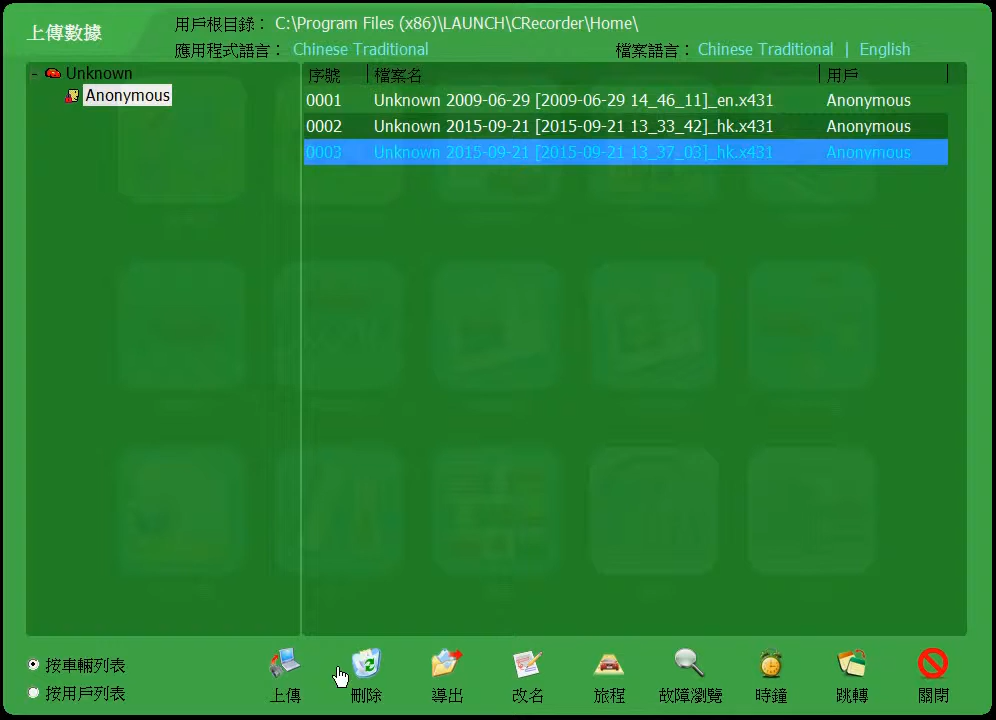 上傳數據
用戶根目錄： C:\Program Files (x86)\LAUNCH\CRecorder\Home\
應用程式語言： Chinese Traditional 檔案語言： Chinese Traditional | English
- Unknown
Anonymous
序號 檔案名 用戶
0001 Unknown 2009-06-29 [2009-06-29 14_46_11]_en.x431 Anonymous
0002 Unknown 2015-09-21 [2015-09-21 13_33_42]_hk.x431 Anonymous
0003 Unknown 2015-09-21 [2015-09-21 13_37_03]_hk.x431 Anonymous
按車輛列表
按用戶列表
上傳 刪除 導出 改名 旅程 故障瀏覽 時鐘 跳轉 關閉